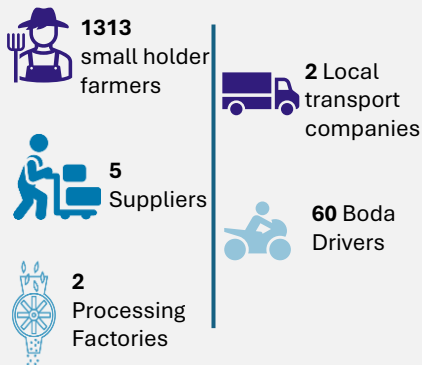 1313
small holder
farmers
5
Suppliers
2
Processing
Factories
2 Local
transport
companies
60 Boda
Drivers